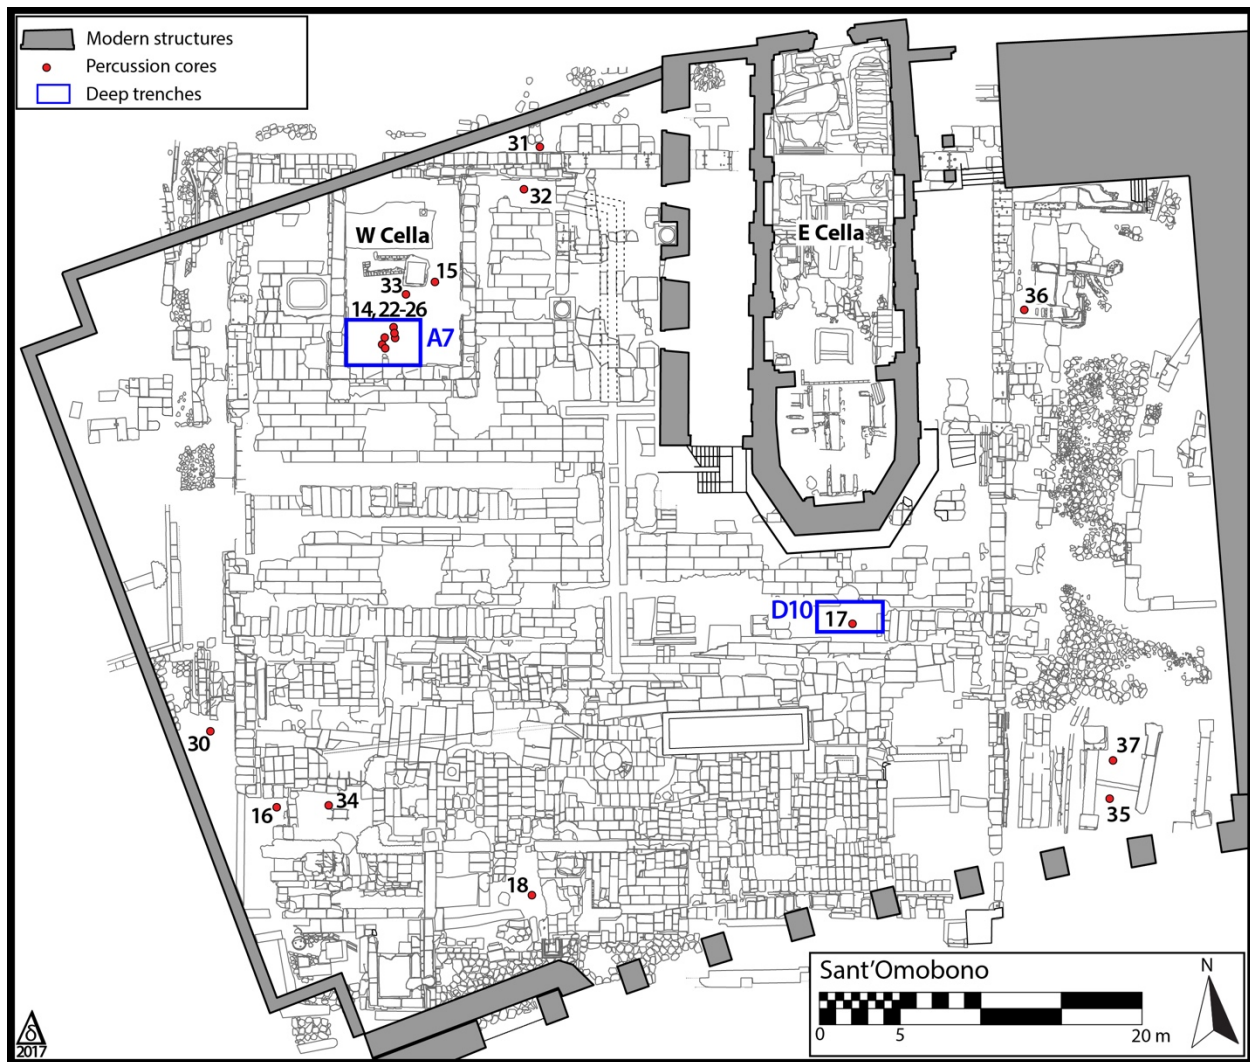 Modern structures
Percussion cores
Deep trenches
31
32
W Cella
E Cella
15
33
36
14, 22-26
A7
D10
17
30
37
16
34
35
18
Sant'Omobono
N
0
5
20 m
δ
2017